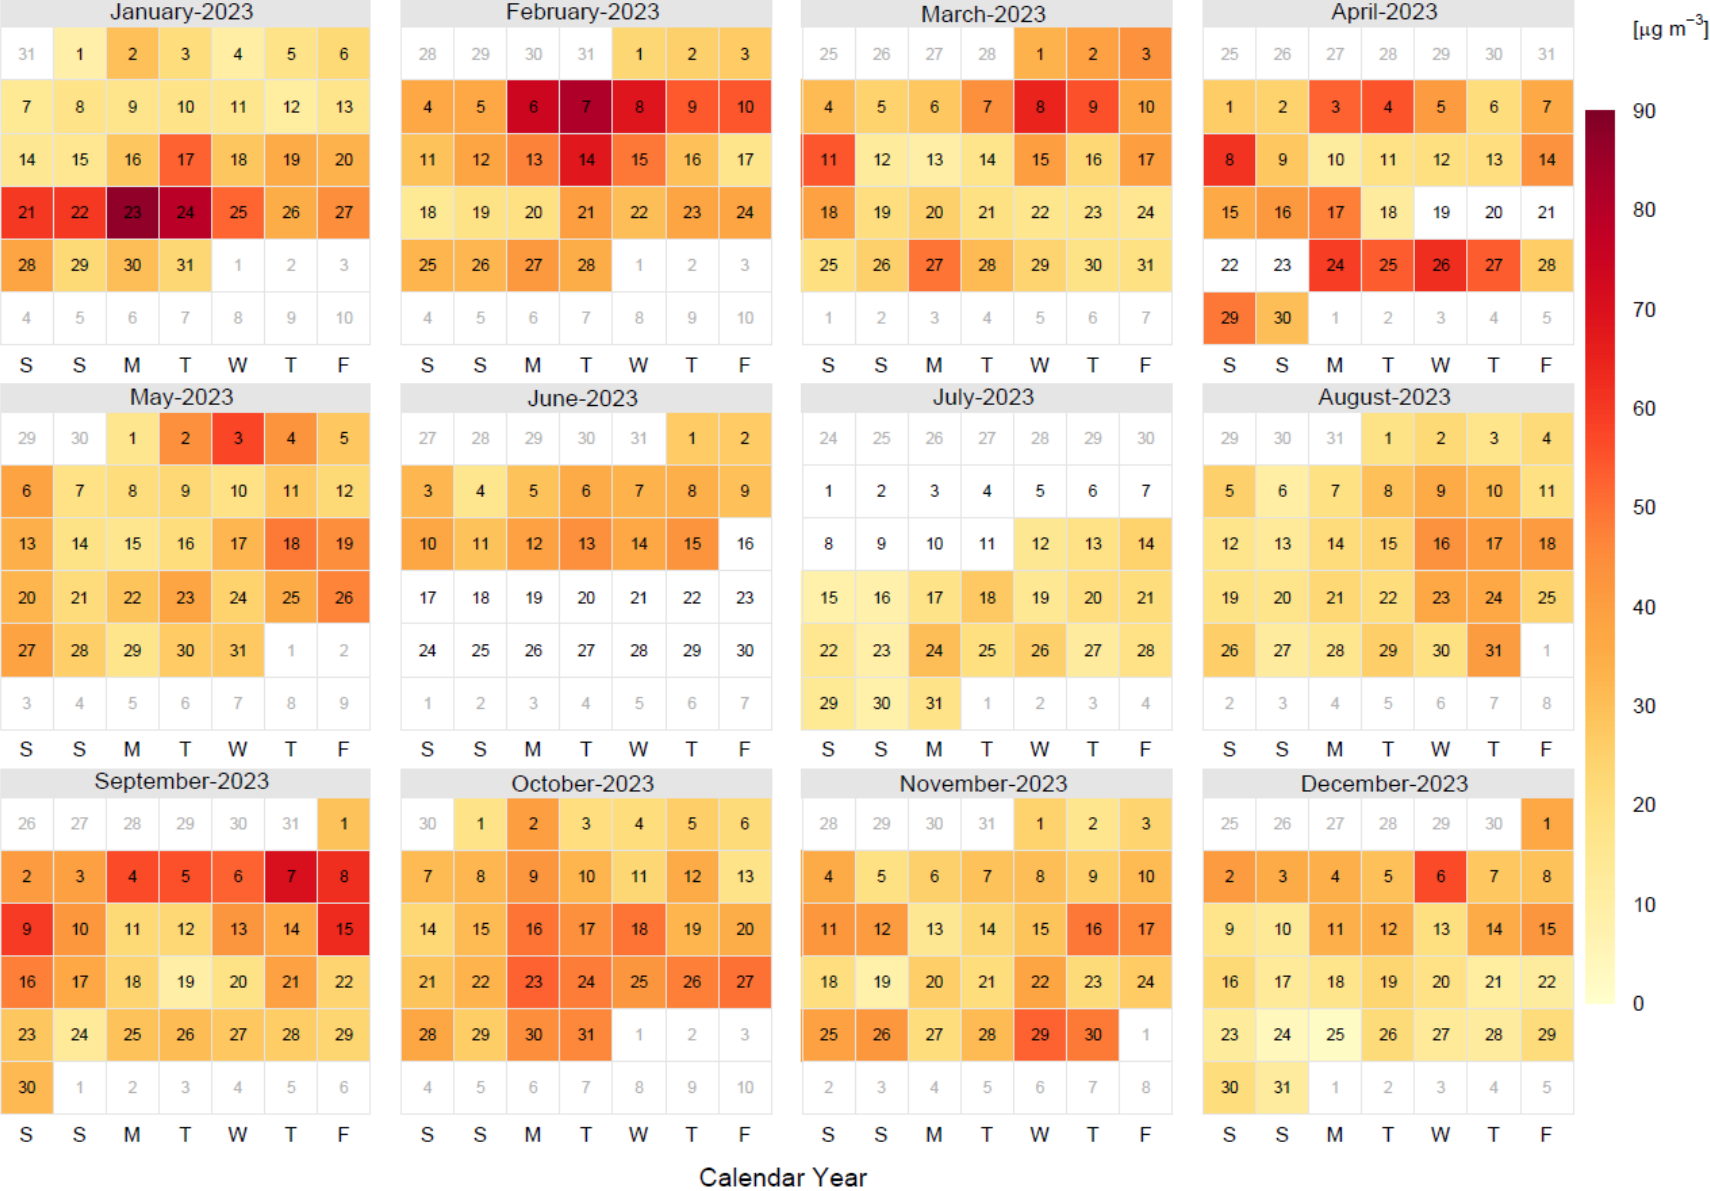 January-2023 February-2023 March-2023 April-2023 [μg m⁻³]
31 1 2 3 4 5 6 28 29 30 31 1 2 3 25 26 27 28 1 2 3 25 26 27 28 29 30 31
7 8 9 10 11 12 13 4 5 6 7 8 9 10 4 5 6 7 8 9 10 1 2 3 4 5 6 7 90
14 15 16 17 18 19 20 11 12 13 14 15 16 17 11 12 13 14 15 16 17 8 9 10 11 12 13 14
21 22 23 24 25 26 27 18 19 20 21 22 23 24 18 19 20 21 22 23 24 15 16 17 18 19 20 21 80
28 29 30 31 1 2 3 25 26 27 28 1 2 3 25 26 27 28 29 30 31 22 23 24 25 26 27 28
4 5 6 7 8 9 10 4 5 6 7 8 9 10 1 2 3 4 5 6 7 29 30 1 2 3 4 5 70
S S M T W T F S S M T W T F S S M T W T F S S M T W T F
May-2023 June-2023 July-2023 August-2023 60
29 30 1 2 3 4 5 27 28 29 30 31 1 2 24 25 26 27 28 29 30 29 30 31 1 2 3 4
6 7 8 9 10 11 12 3 4 5 6 7 8 9 1 2 3 4 5 6 7 5 6 7 8 9 10 11 50
13 14 15 16 17 18 19 10 11 12 13 14 15 16 8 9 10 11 12 13 14 12 13 14 15 16 17 18
20 21 22 23 24 25 26 17 18 19 20 21 22 23 15 16 17 18 19 20 21 19 20 21 22 23 24 25 40
27 28 29 30 31 1 2 24 25 26 27 28 29 30 22 23 24 25 26 27 28 26 27 28 29 30 31 1
3 4 5 6 7 8 9 1 2 3 4 5 6 7 29 30 31 1 2 3 4 2 3 4 5 6 7 8 30
S S M T W T F S S M T W T F S S M T W T F S S M T W T F
September-2023 October-2023 November-2023 December-2023
26 27 28 29 30 31 1 30 1 2 3 4 5 6 28 29 30 31 1 2 3 25 26 27 28 29 30 1 20
2 3 4 5 6 7 8 7 8 9 10 11 12 13 4 5 6 7 8 9 10 2 3 4 5 6 7 8
9 10 11 12 13 14 15 14 15 16 17 18 19 20 11 12 13 14 15 16 17 9 10 11 12 13 14 15 10
16 17 18 19 20 21 22 21 22 23 24 25 26 27 18 19 20 21 22 23 24 16 17 18 19 20 21 22 0
23 24 25 26 27 28 29 28 29 30 31 1 2 3 25 26 27 28 29 30 1 23 24 25 26 27 28 29
30 1 2 3 4 5 6 4 5 6 7 8 9 10 2 3 4 5 6 7 8 30 31 1 2 3 4 5
S S M T W T F S S M T W T F S S M T W T F S S M T W T F
Calendar Year